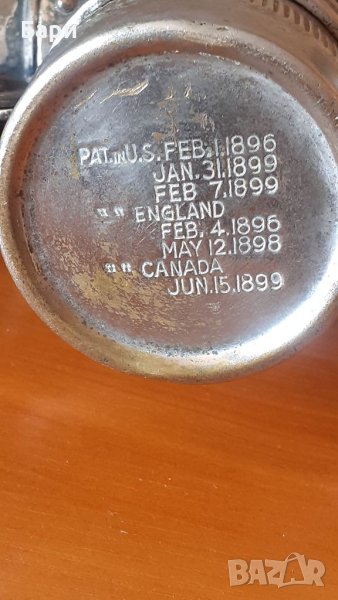 Бари
PAT. IN U.S. FEB. 1.1896
JAN. 31.1899
FEB 7.1899
"" ENGLAND
FEB. 4.1896
MAY 12.1898
"" CANADA
JUN. 15.1899
BAZAR